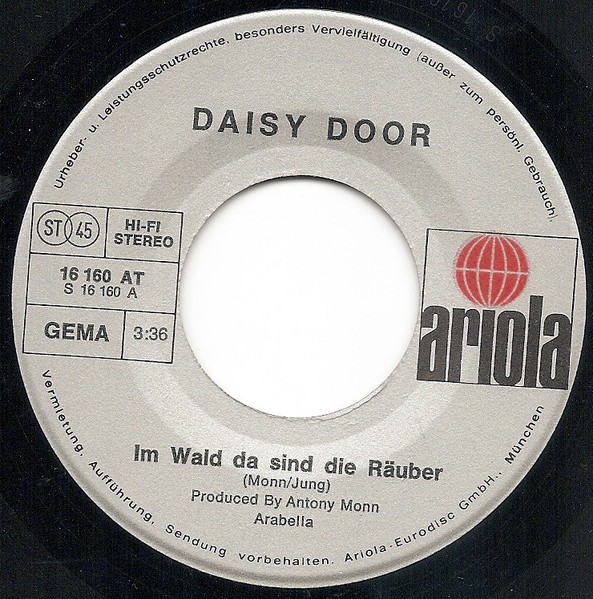 Urheber- u. Leistungsschutzrechte, besonders Vervielfältigung (außer zum persönl. Gebrauch).
DAISY DOOR
ST 45
HI-FI
STEREO
16 160 AT
S 16 160 A
GEMA
3:36
ariola
Im Wald da sind die Räuber
(Monn/Jung)
Produced By Antony Monn
Arabella
Vermietung, Aufführung, Sendung vorbehalten. Ariola-Eurodisc GmbH., München